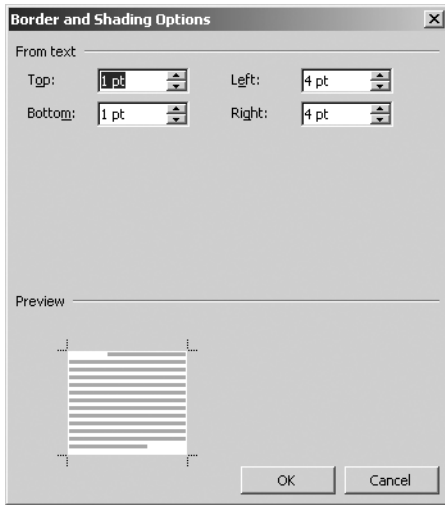 Border and Shading Options
From text
Top: 1 pt Left: 4 pt
Bottom: 1 pt Right: 4 pt
Preview
OK Cancel